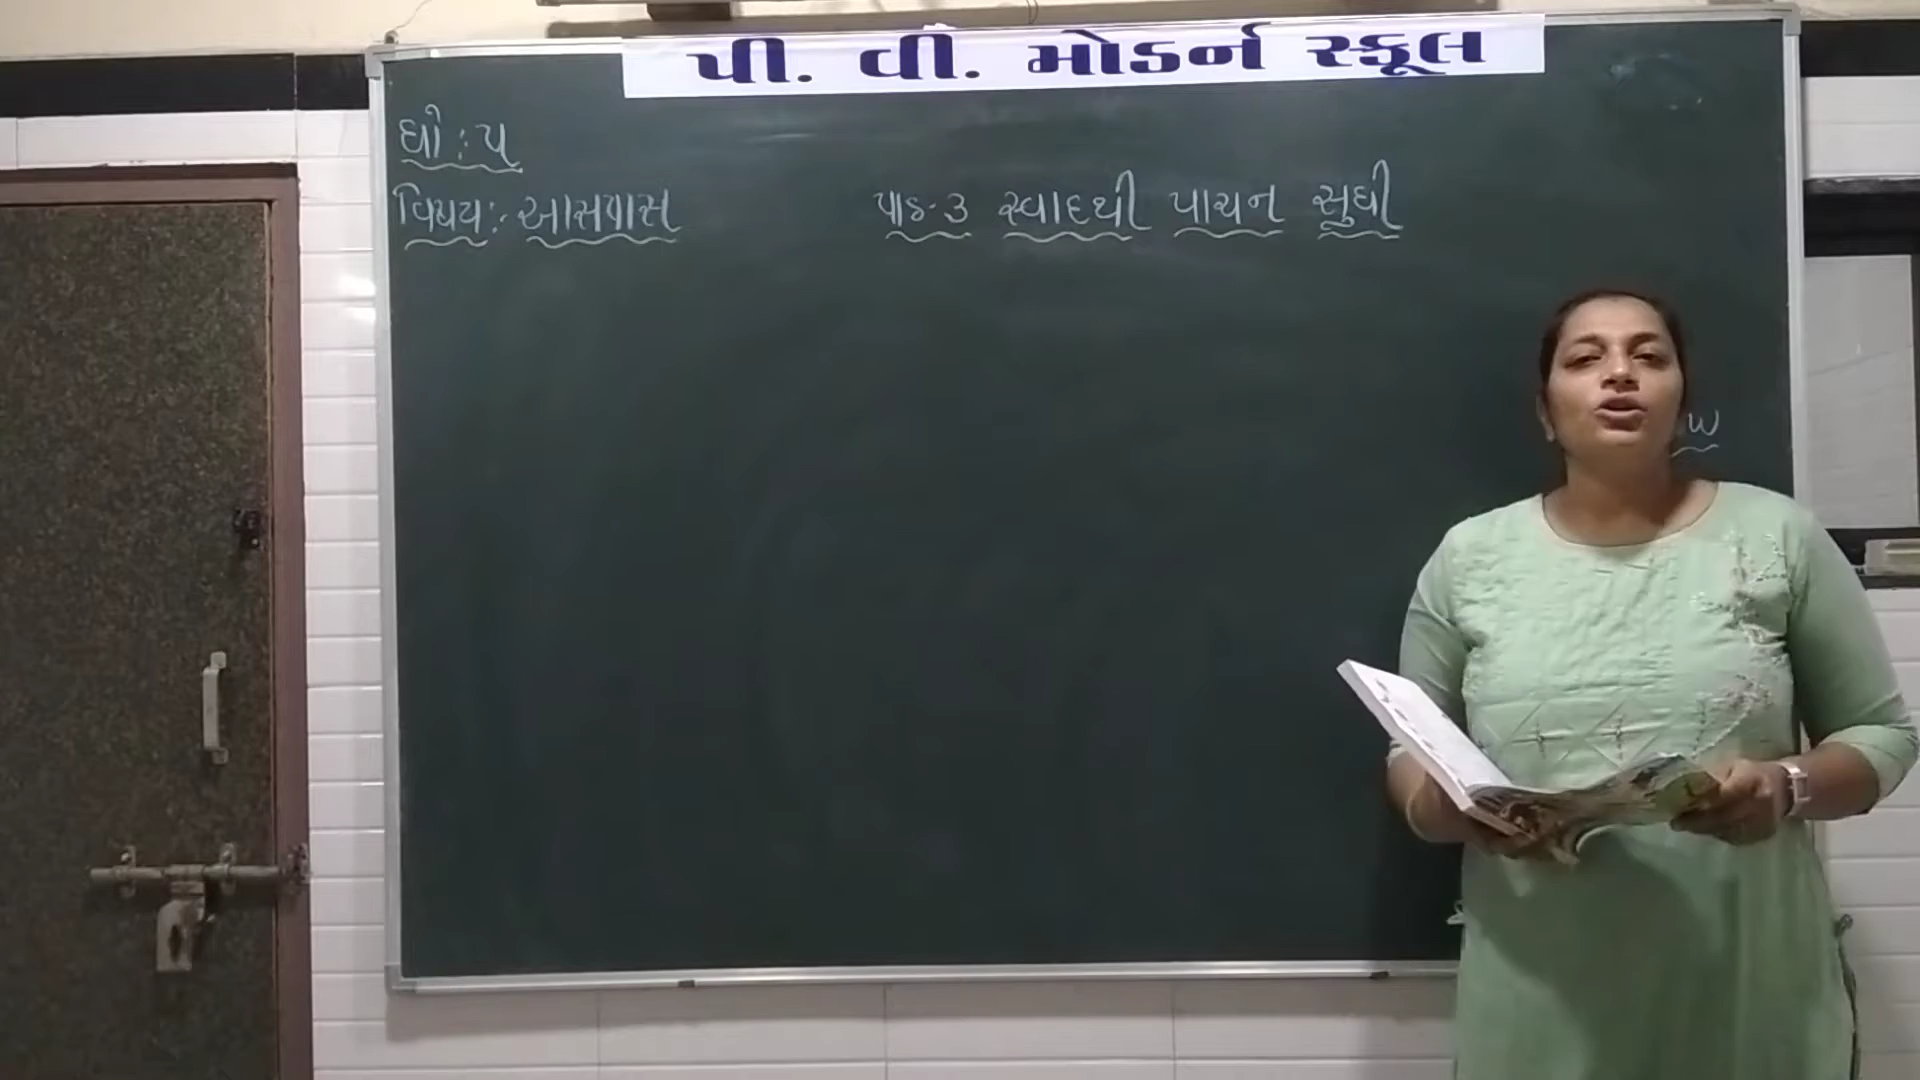 પી. વી. મોડર્ન સ્કૂલ
ધો : ૫
વિષય :- આસપાસ
પાઠ-૩ સ્વાદથી પાચન સુધી
W